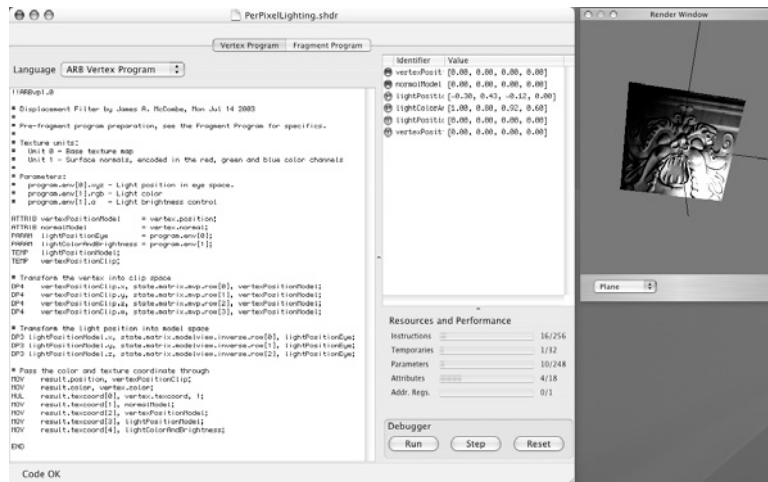 PerPixelLighting.shdr
Render Window
Vertex Program Fragment Program
Language ARB Vertex Program
Identifier Value
vertexPosit [0.00, 0.00, 0.00, 0.00]
normalModel [0.00, 0.00, 0.00, 0.00]
lightPositic [-0.30, 0.43, -0.12, 0.00]
lightColorAr [1.00, 0.80, 0.92, 0.60]
lightPositic [0.00, 0.00, 0.00, 0.00]
vertexPosit [0.00, 0.00, 0.00, 0.00]
!!ARBvp1.0
# Displacement Filter by James A. McCombe, Mon Jul 14 2003
#
# Pre-fragment program preparation, see the Fragment Program for specifics.
#
# Texture units:
# Unit 0 - Base texture map
# Unit 1 - Surface normals, encoded in the red, green and blue color channels
#
# Parameters:
# program.env[0].xyz - Light position in eye space.
# program.env[1].rgb - Light color
# program.env[1].a - Light brightness control
ATTRIB vertexPositionModel = vertex.position;
ATTRIB normalModel = vertex.normal;
PARAM lightPositionEye = program.env[0];
PARAM lightColorAndBrightness = program.env[1];
TEMP lightPositionModel;
TEMP vertexPositionClip;
# Transform the vertex into clip space
DP4 vertexPositionClip.x, state.matrix.mvp.row[0], vertexPositionModel;
DP4 vertexPositionClip.y, state.matrix.mvp.row[1], vertexPositionModel;
DP4 vertexPositionClip.z, state.matrix.mvp.row[2], vertexPositionModel;
DP4 vertexPositionClip.w, state.matrix.mvp.row[3], vertexPositionModel;
# Transform the light position into model space
DP3 lightPositionModel.x, state.matrix.modelview.inverse.row[0], lightPositionEye;
DP3 lightPositionModel.y, state.matrix.modelview.inverse.row[1], lightPositionEye;
DP3 lightPositionModel.z, state.matrix.modelview.inverse.row[2], lightPositionEye;
# Pass the color and texture coordinate through
MOV result.position, vertexPositionClip;
MOV result.color, vertex.color;
MUL result.texcoord[0], vertex.texcoord, 1;
MOV result.texcoord[1], normalModel;
MOV result.texcoord[2], vertexPositionModel;
MOV result.texcoord[3], lightPositionModel;
MOV result.texcoord[4], lightColorAndBrightness;
END
Plane
Resources and Performance
Instructions 16/256
Temporaries 1/32
Parameters 10/248
Attributes 4/18
Addr. Regs. 0/1
Debugger
Run Step Reset
Code OK